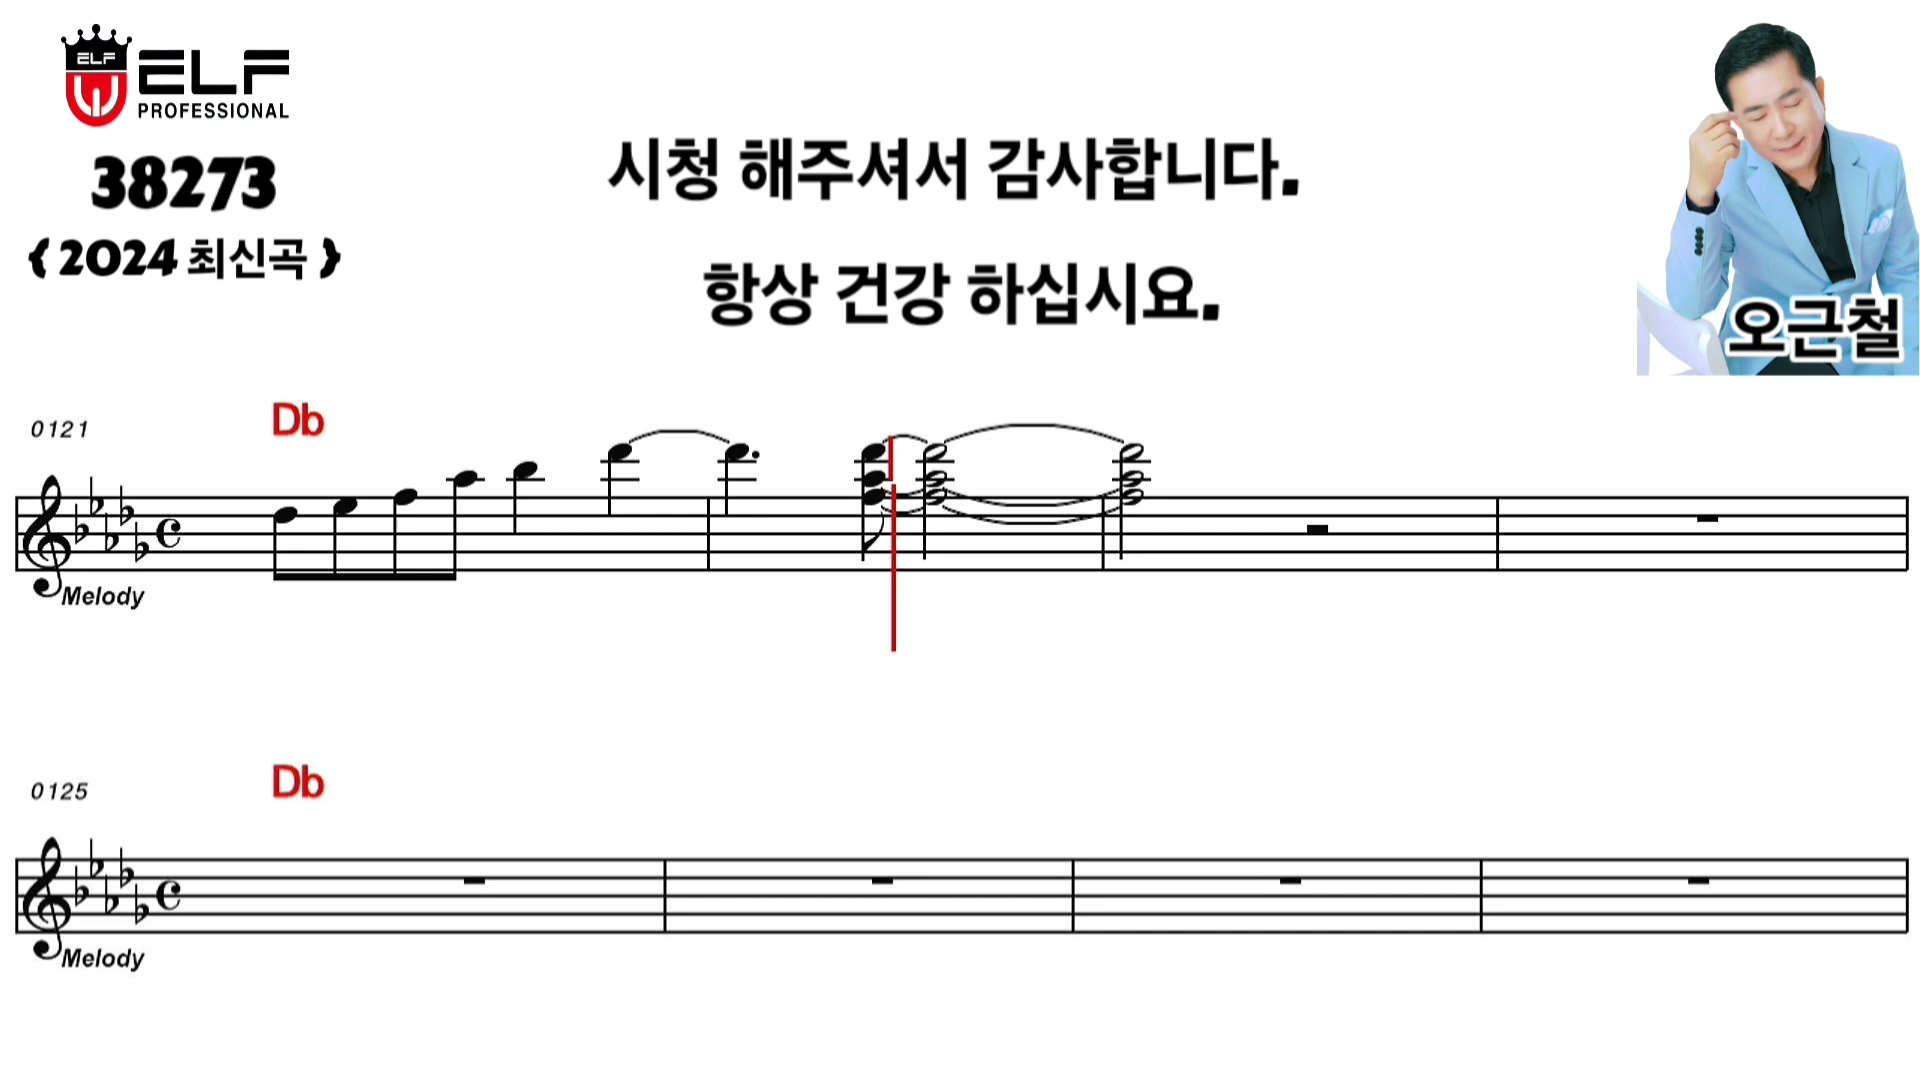 ELF
ELF
PROFESSIONAL
38273
{ 2024 최신곡 }
시청 해주셔서 감사합니다.
항상 건강 하십시요.
오근철
0121
Db
Melody
0125
Db
Melody